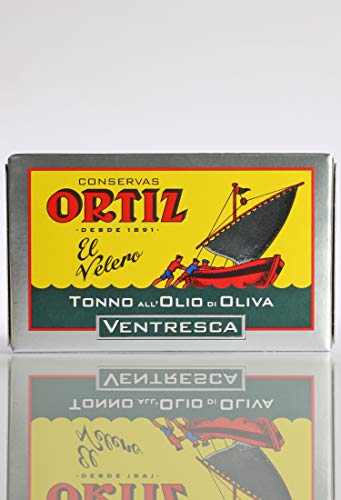 CONSERVAS
ORTIZ
·DESDE 1891·
El Velero
TONNO ALL'OLIO DI OLIVA
VENTRESCA